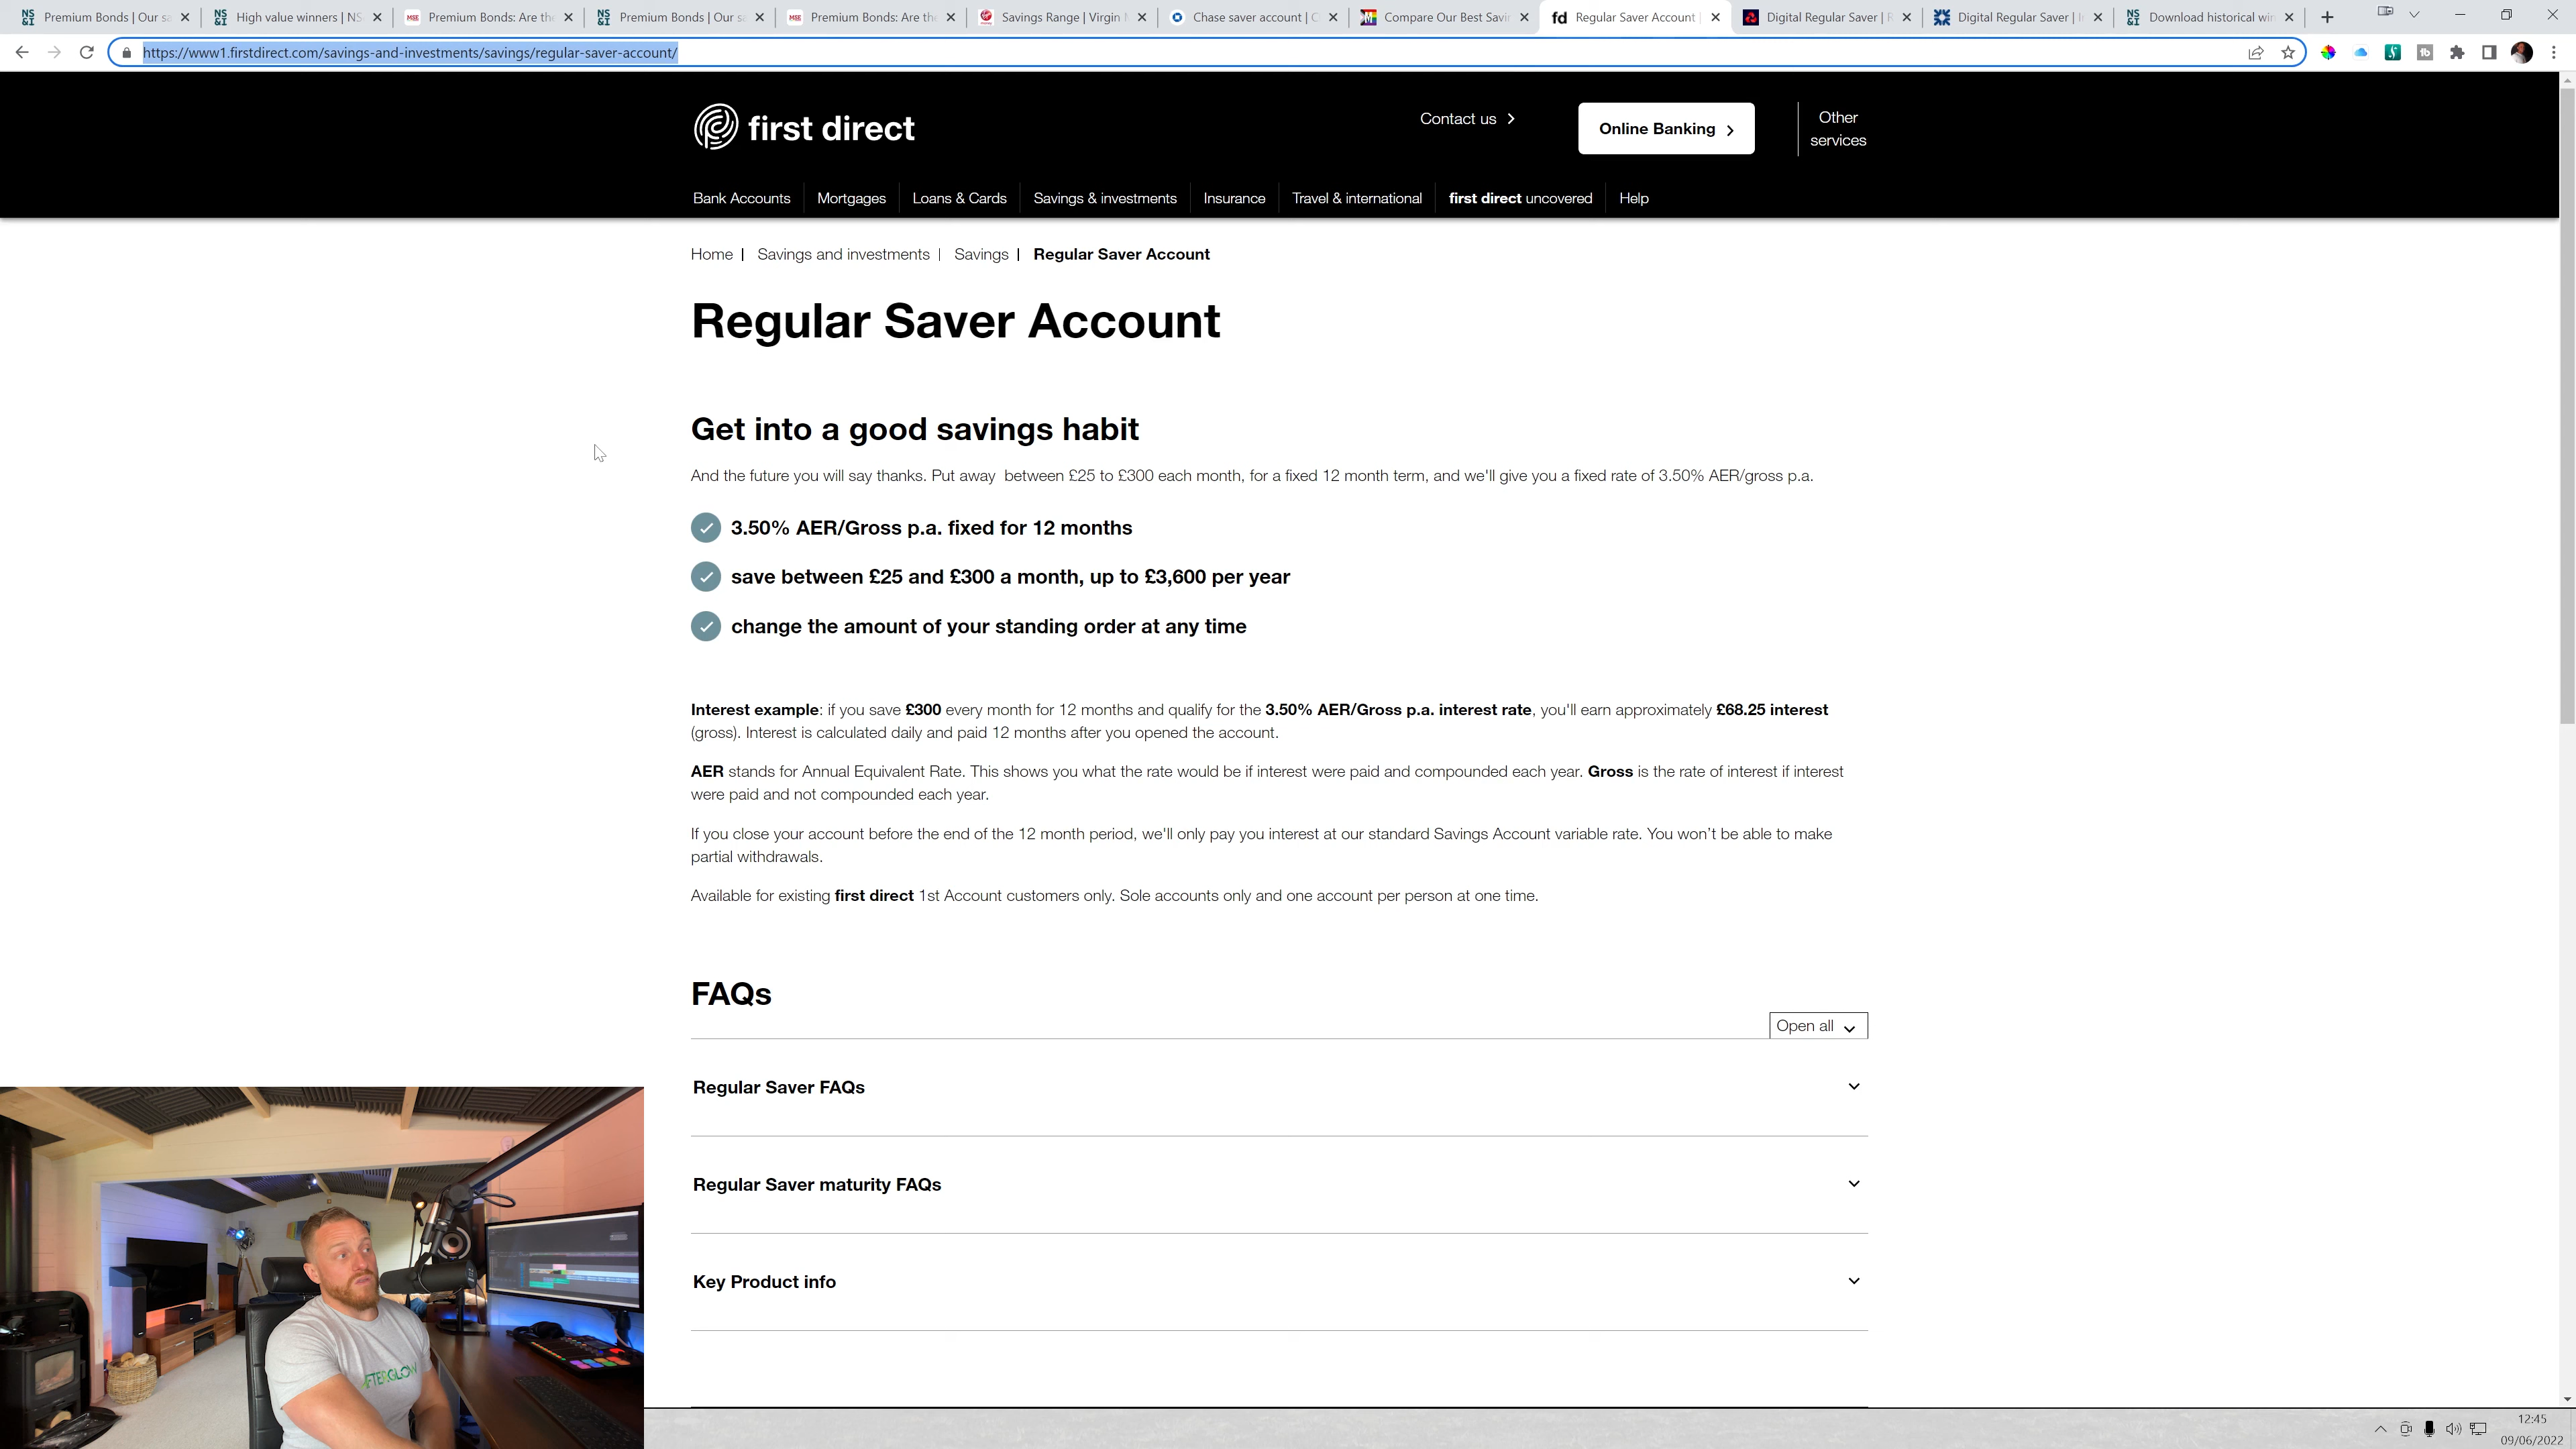 Premium Bonds | Our sa
High value winners | NS
Premium Bonds: Are the
Premium Bonds | Our sa
Premium Bonds: Are the
Savings Range | Virgin
Chase saver account | C
Compare Our Best Savin
Regular Saver Account |
Digital Regular Saver | R
Digital Regular Saver |
Download historical win
https://www1.firstdirect.com/savings-and-investments/savings/regular-saver-account/
first direct
Contact us
Online Banking
Other
services
Bank Accounts
Mortgages
Loans & Cards
Savings & investments
Insurance
Travel & international
first direct uncovered
Help
Home | Savings and investments | Savings | Regular Saver Account
Regular Saver Account
Get into a good savings habit
And the future you will say thanks. Put away between £25 to £300 each month, for a fixed 12 month term, and we'll give you a fixed rate of 3.50% AER/gross p.a.
3.50% AER/Gross p.a. fixed for 12 months
save between £25 and £300 a month, up to £3,600 per year
change the amount of your standing order at any time
Interest example: if you save £300 every month for 12 months and qualify for the 3.50% AER/Gross p.a. interest rate, you'll earn approximately £68.25 interest
(gross). Interest is calculated daily and paid 12 months after you opened the account.
AER stands for Annual Equivalent Rate. This shows you what the rate would be if interest were paid and compounded each year. Gross is the rate of interest if interest
were paid and not compounded each year.
If you close your account before the end of the 12 month period, we'll only pay you interest at our standard Savings Account variable rate. You won't be able to make
partial withdrawals.
Available for existing first direct 1st Account customers only. Sole accounts only and one account per person at one time.
FAQs
Open all
Regular Saver FAQs
Regular Saver maturity FAQs
Key Product info
12:45
09/06/2022